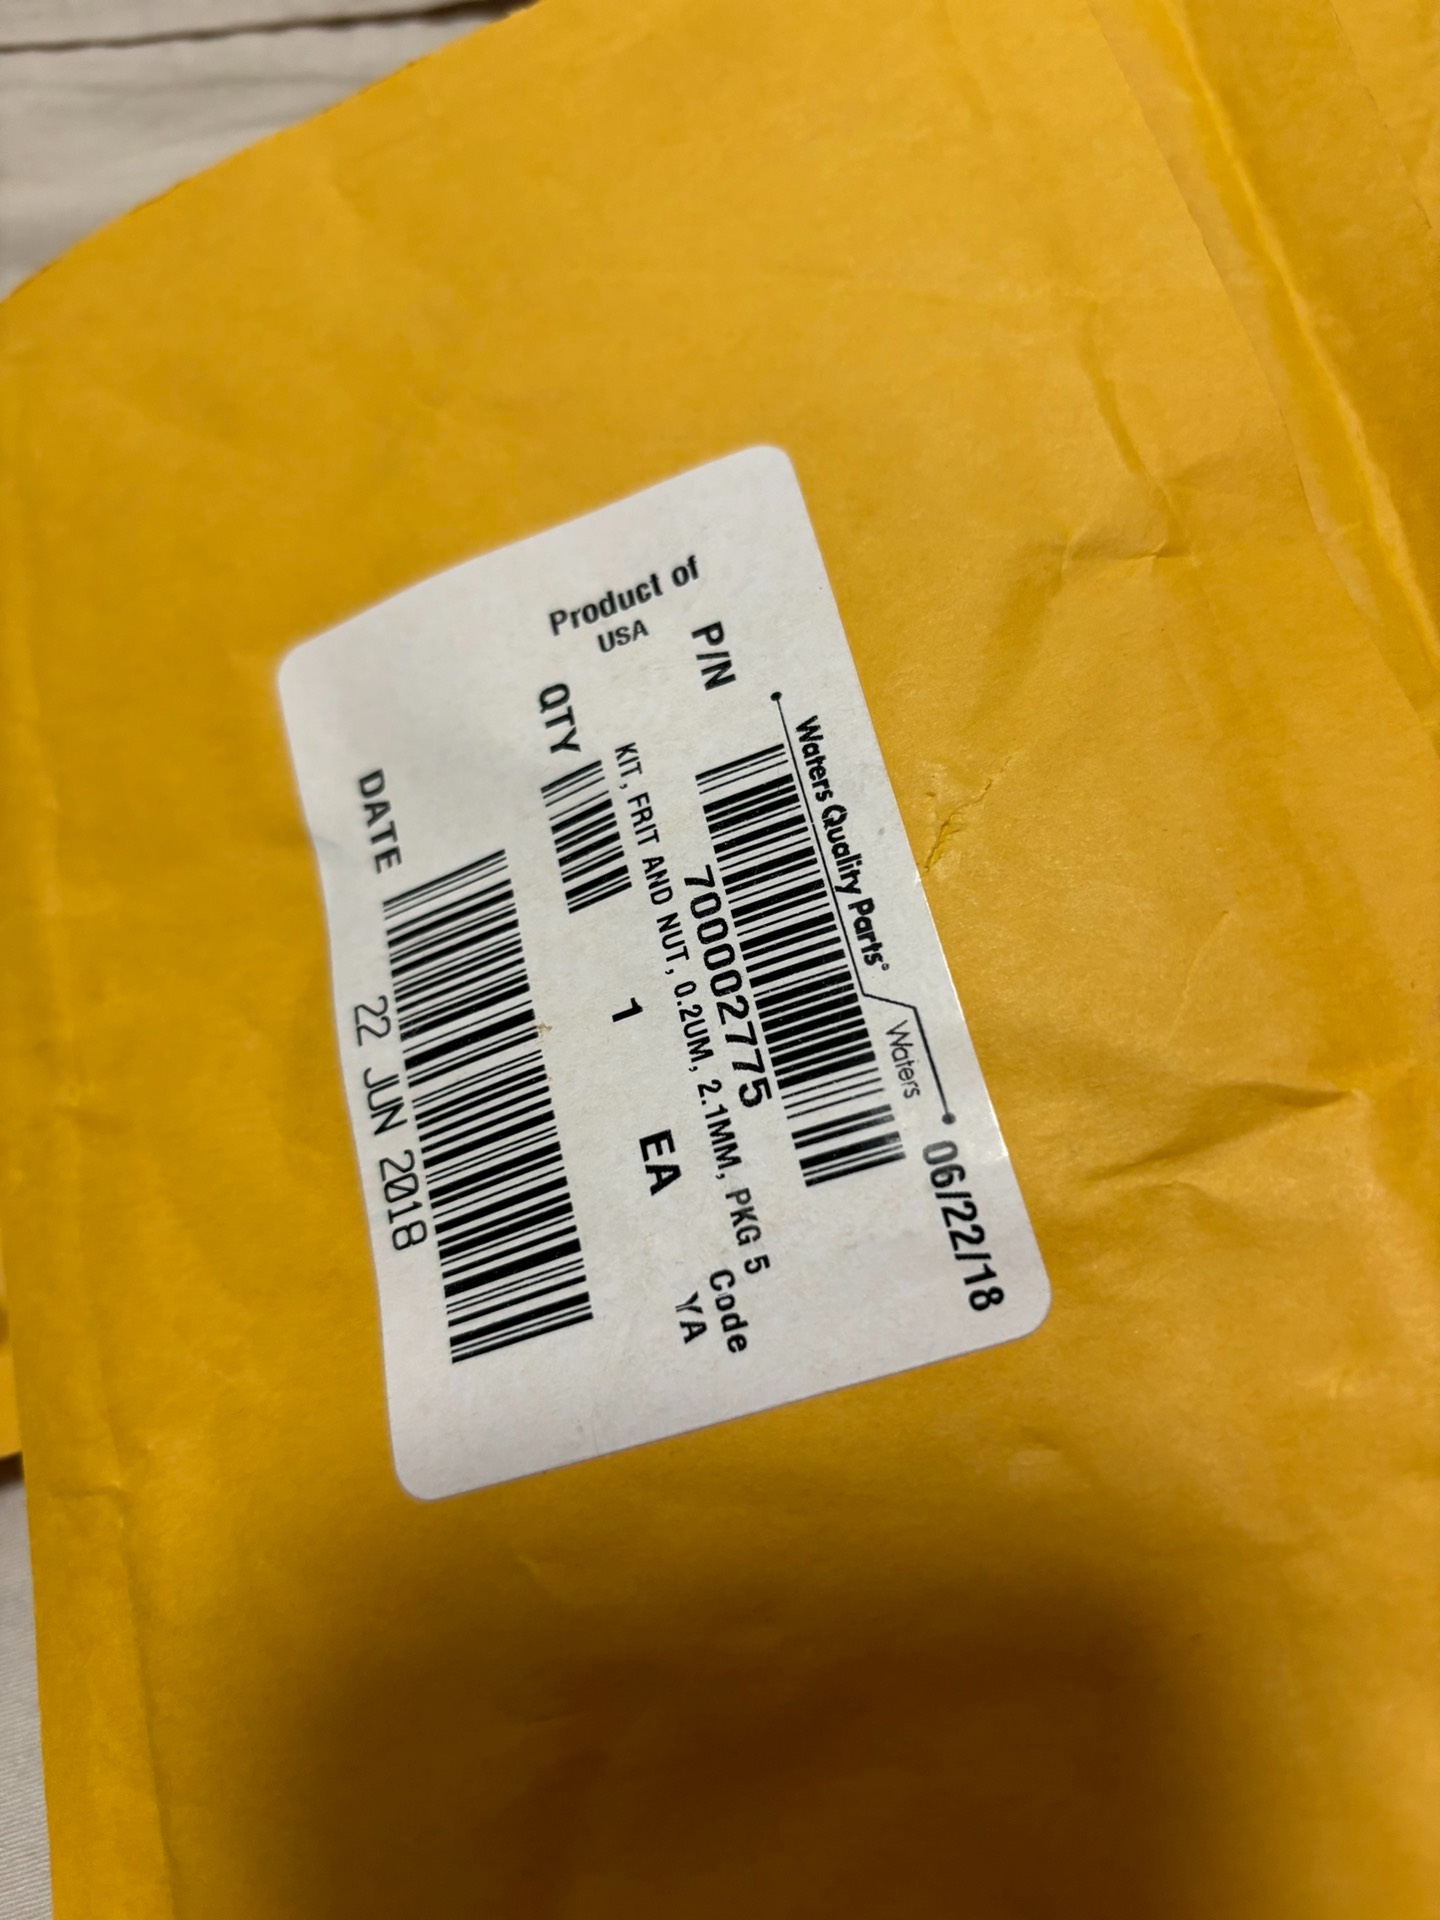 Waters Quality Parts®
Waters
06/22/18
P/N
700002775
Product of
USA
KIT, FRIT AND NUT, 0.2UM, 2.1MM, PKG 5
QTY
1
EA
Code
YA
DATE
22 JUN 2018